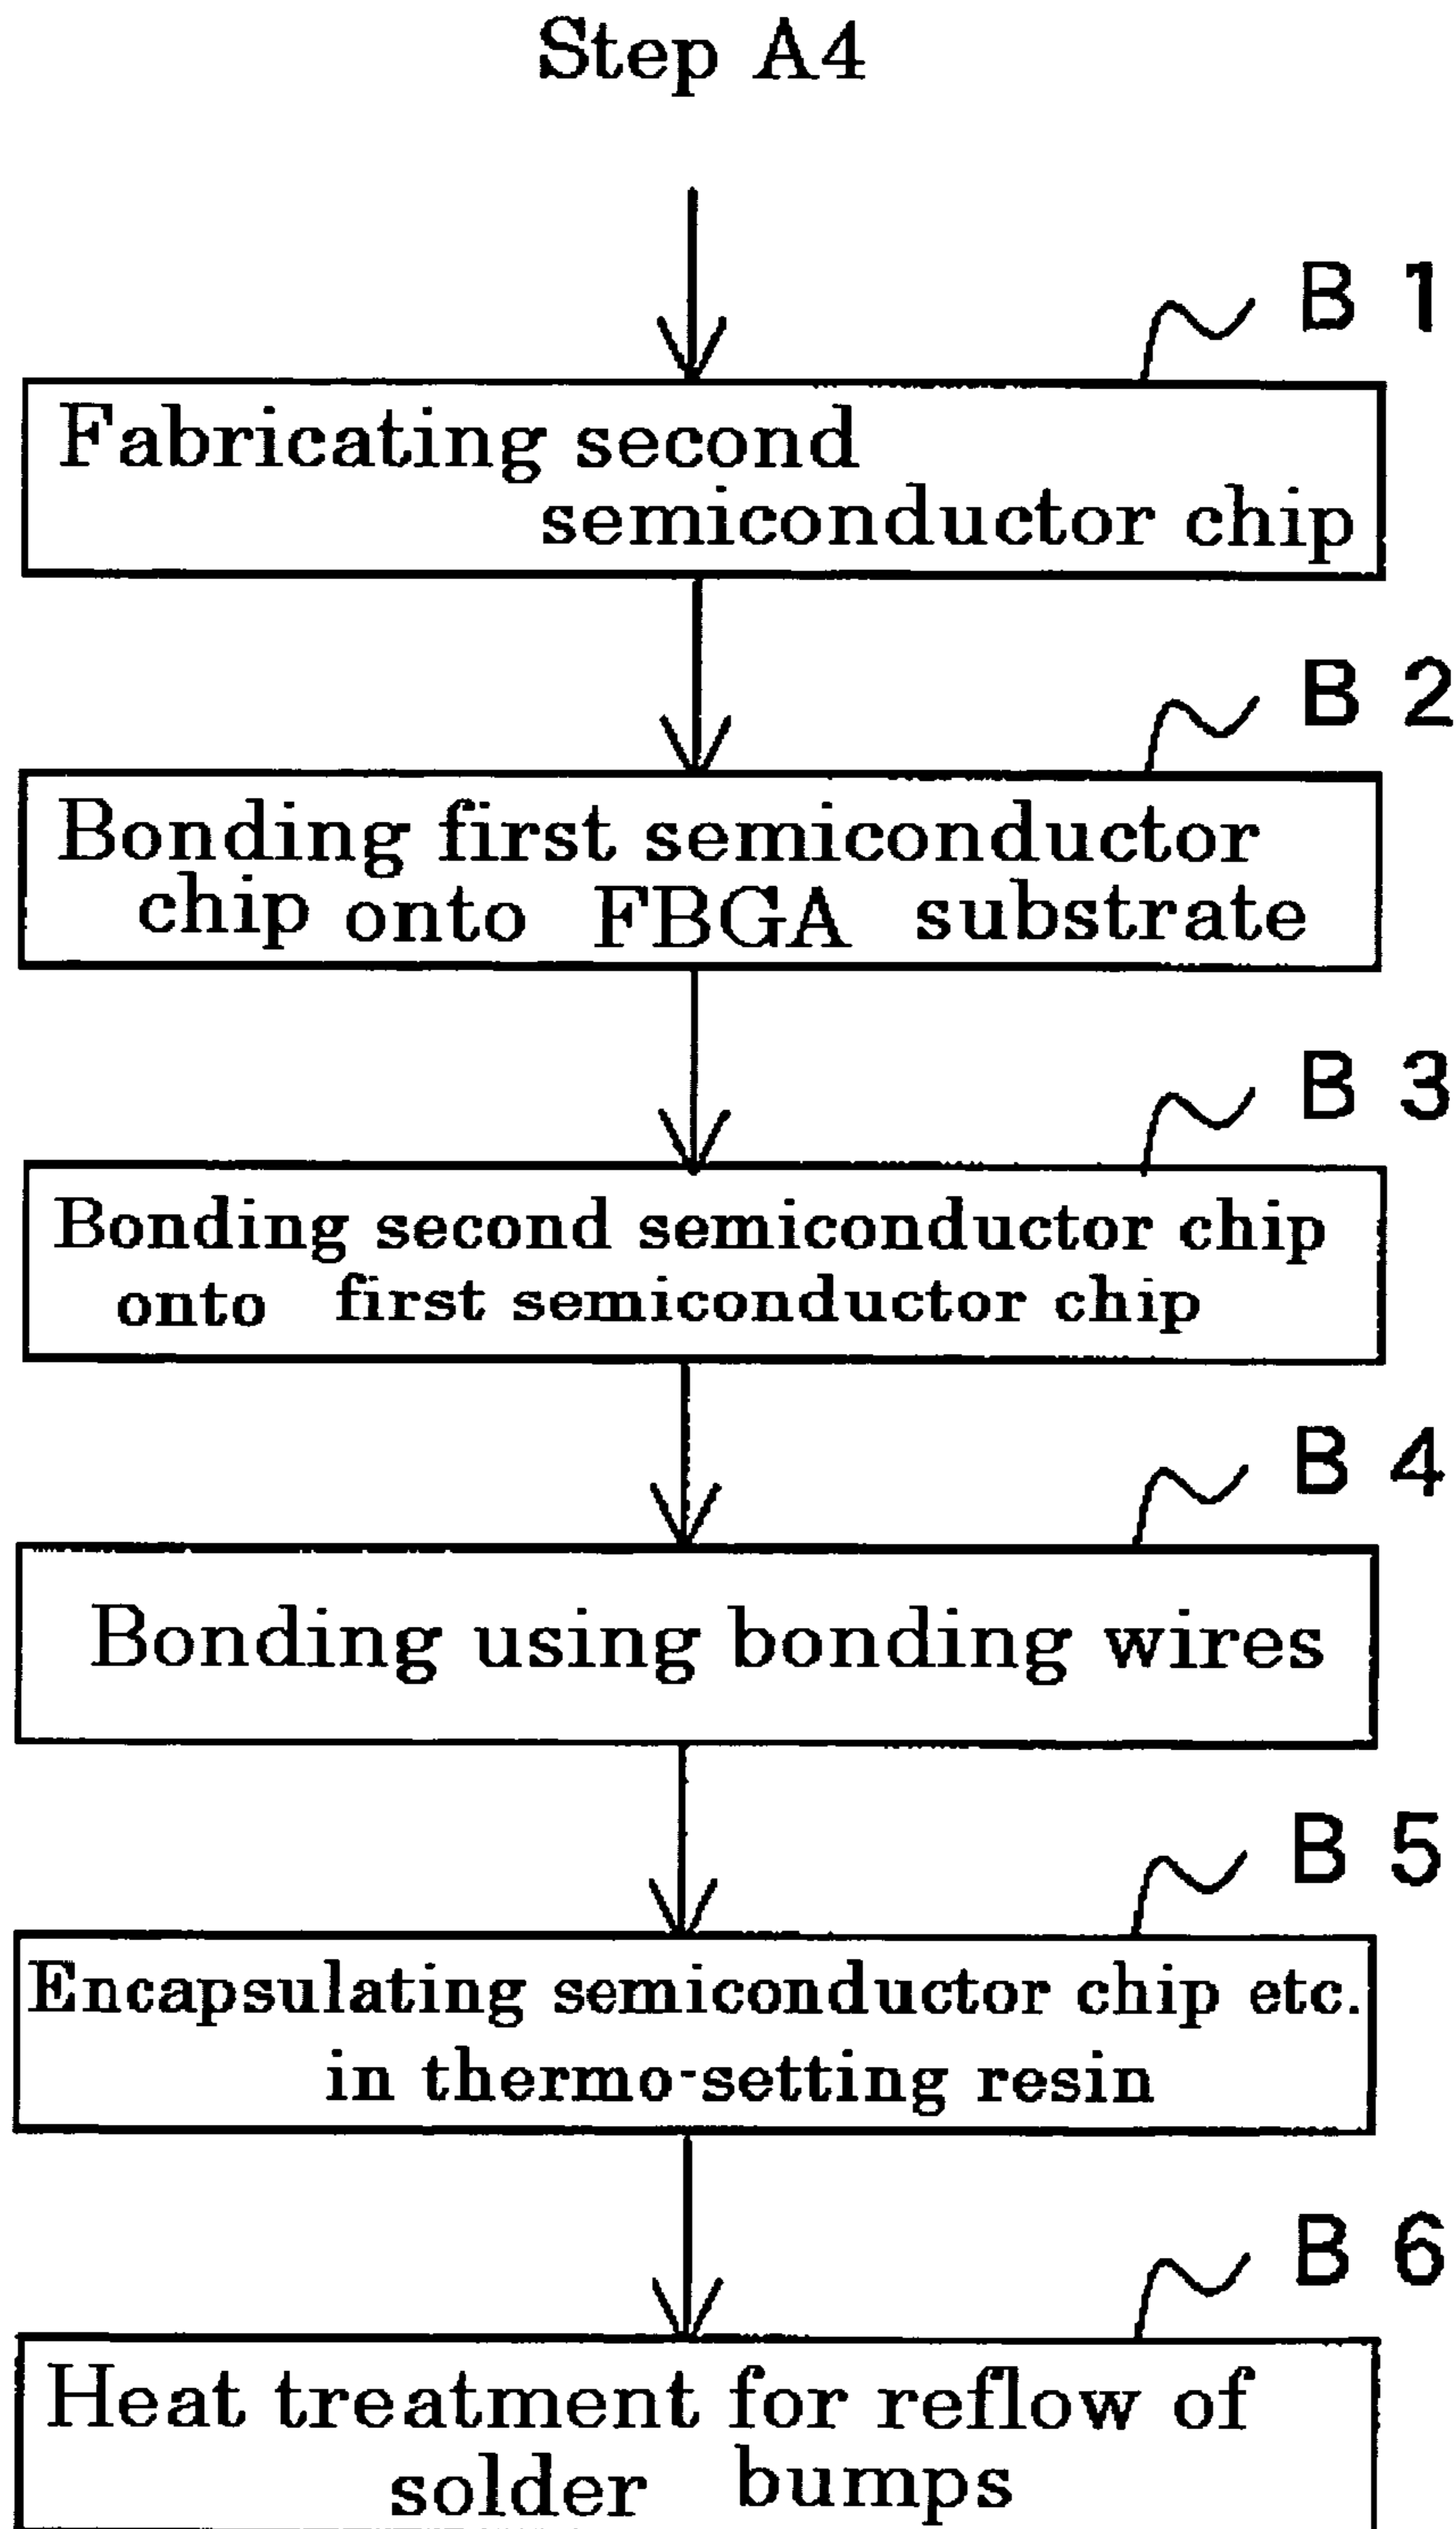 Step A4
B 1
Fabricating second
semiconductor chip
B 2
Bonding first semiconductor
chip onto FBGA substrate
B 3
Bonding second semiconductor chip
onto first semiconductor chip
B 4
Bonding using bonding wires
B 5
Encapsulating semiconductor chip etc.
in thermo-setting resin
B 6
Heat treatment for reflow of
solder bumps